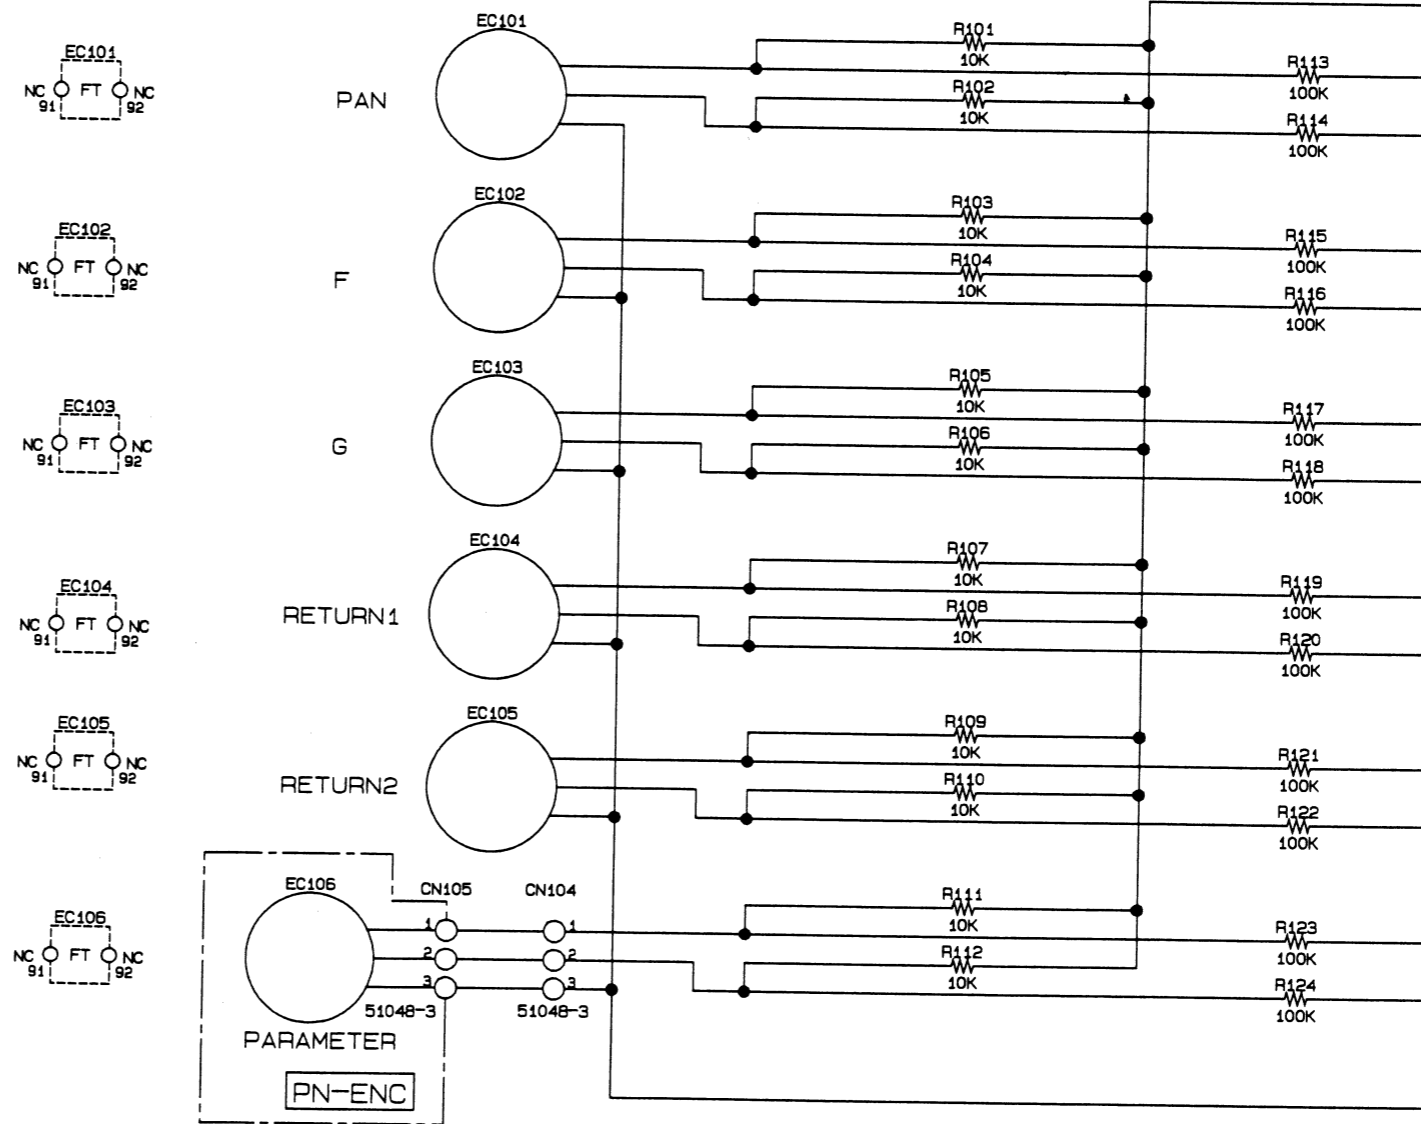 EC101
NC FT NC
91 92
PAN
EC101
R101
10K
R102
10K
R113
100K
R114
100K
EC102
NC FT NC
91 92
F
EC102
R103
10K
R104
10K
R115
100K
R116
100K
EC103
NC FT NC
91 92
G
EC103
R105
10K
R106
10K
R117
100K
R118
100K
EC104
NC FT NC
91 92
RETURN1
EC104
R107
10K
R108
10K
R119
100K
R120
100K
EC105
NC FT NC
91 92
RETURN2
EC105
R109
10K
R110
10K
R121
100K
R122
100K
EC106
NC FT NC
91 92
EC106
CN105
CN104
1 1
2 2
3 3
51048-3
51048-3
PARAMETER
PN-ENC
R111
10K
R112
10K
R123
100K
R124
100K